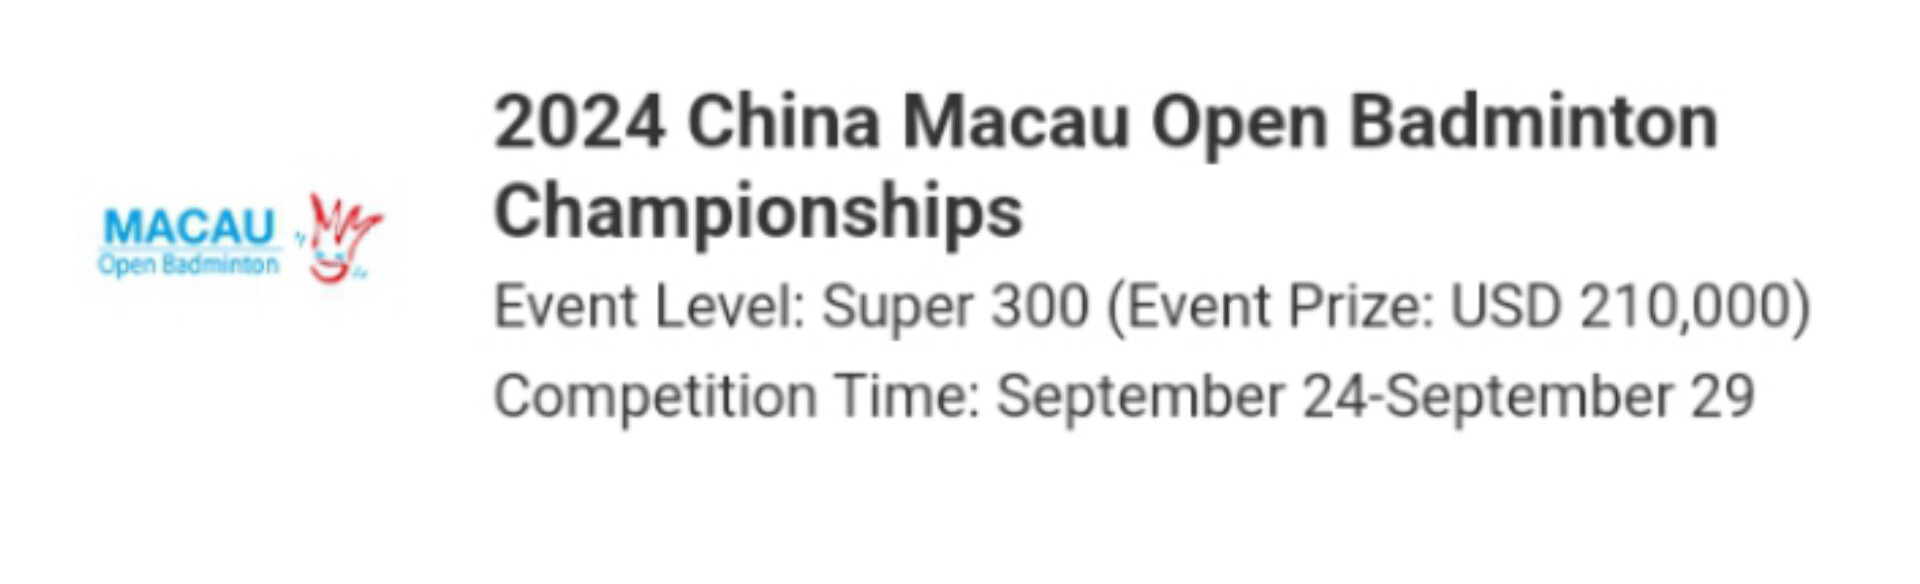 MACAU
Open Badminton
2024 China Macau Open Badminton
Championships
Event Level: Super 300 (Event Prize: USD 210,000)
Competition Time: September 24-September 29